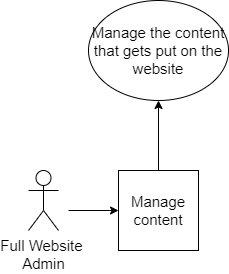 Manage the content
that gets put on the
website
Manage
content
Full Website
Admin